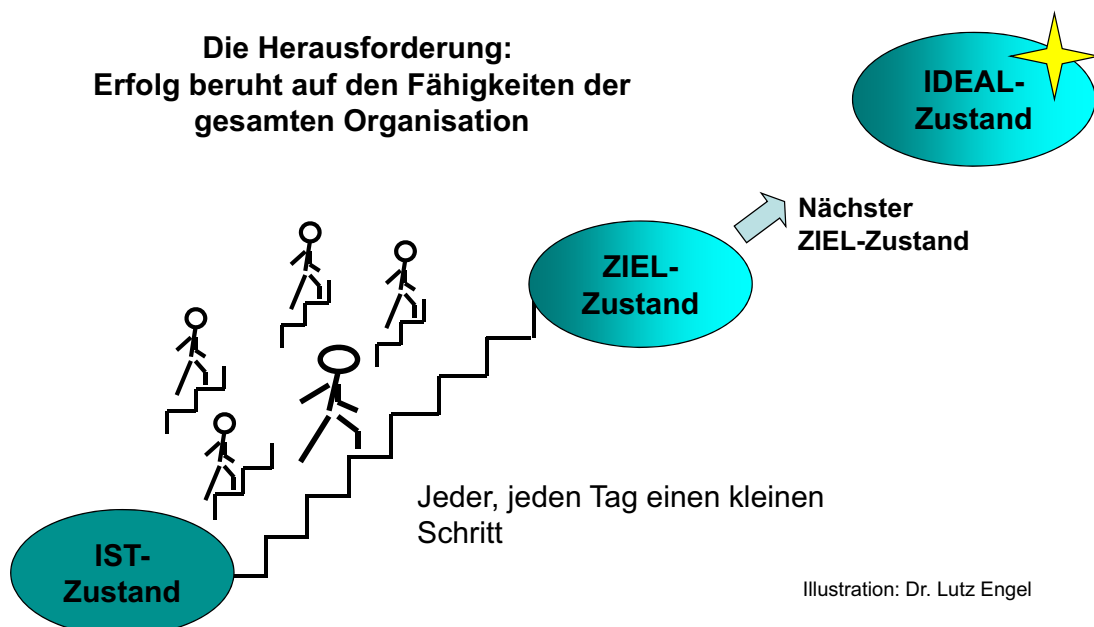 Die Herausforderung:
Erfolg beruht auf den Fähigkeiten der
gesamten Organisation
IDEAL-
Zustand
Nächster
ZIEL-Zustand
ZIEL-
Zustand
Jeder, jeden Tag einen kleinen
Schritt
IST-
Zustand
Illustration: Dr. Lutz Engel